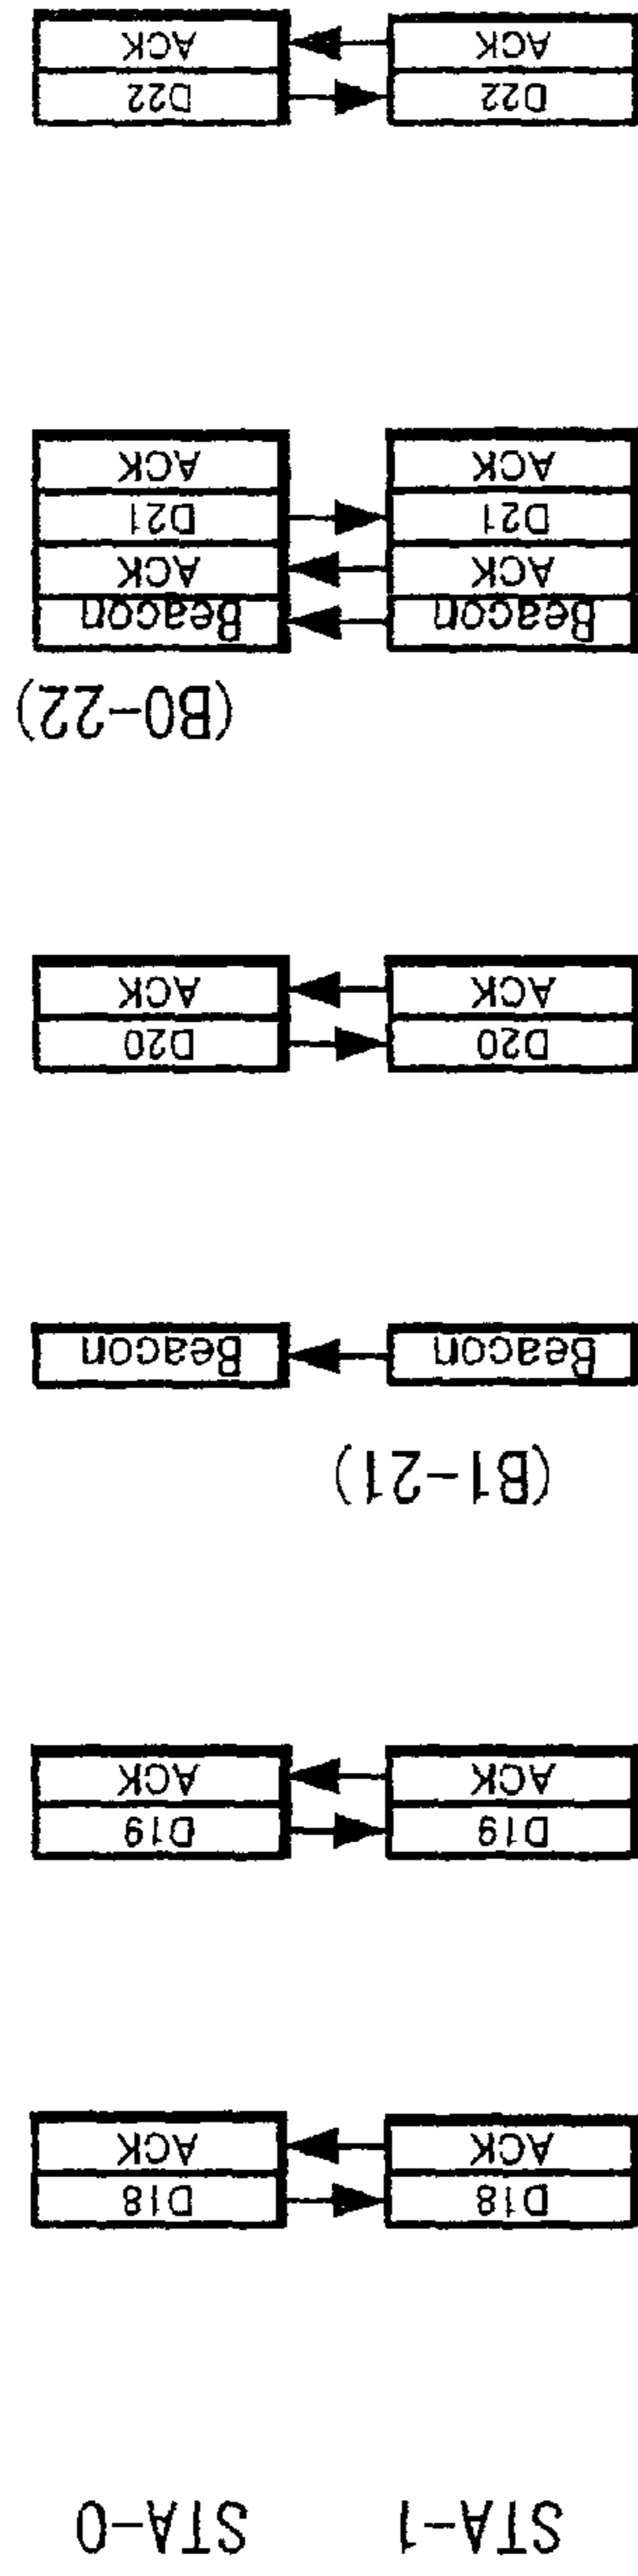 STA-1 STA-0
D18 D18
ACK ACK
D19 D19
ACK ACK
(B1-21)
Beacon Beacon
D20 D20
ACK ACK
(B0-22)
Beacon Beacon
ACK ACK
D21 D21
ACK ACK
D22 D22
ACK ACK